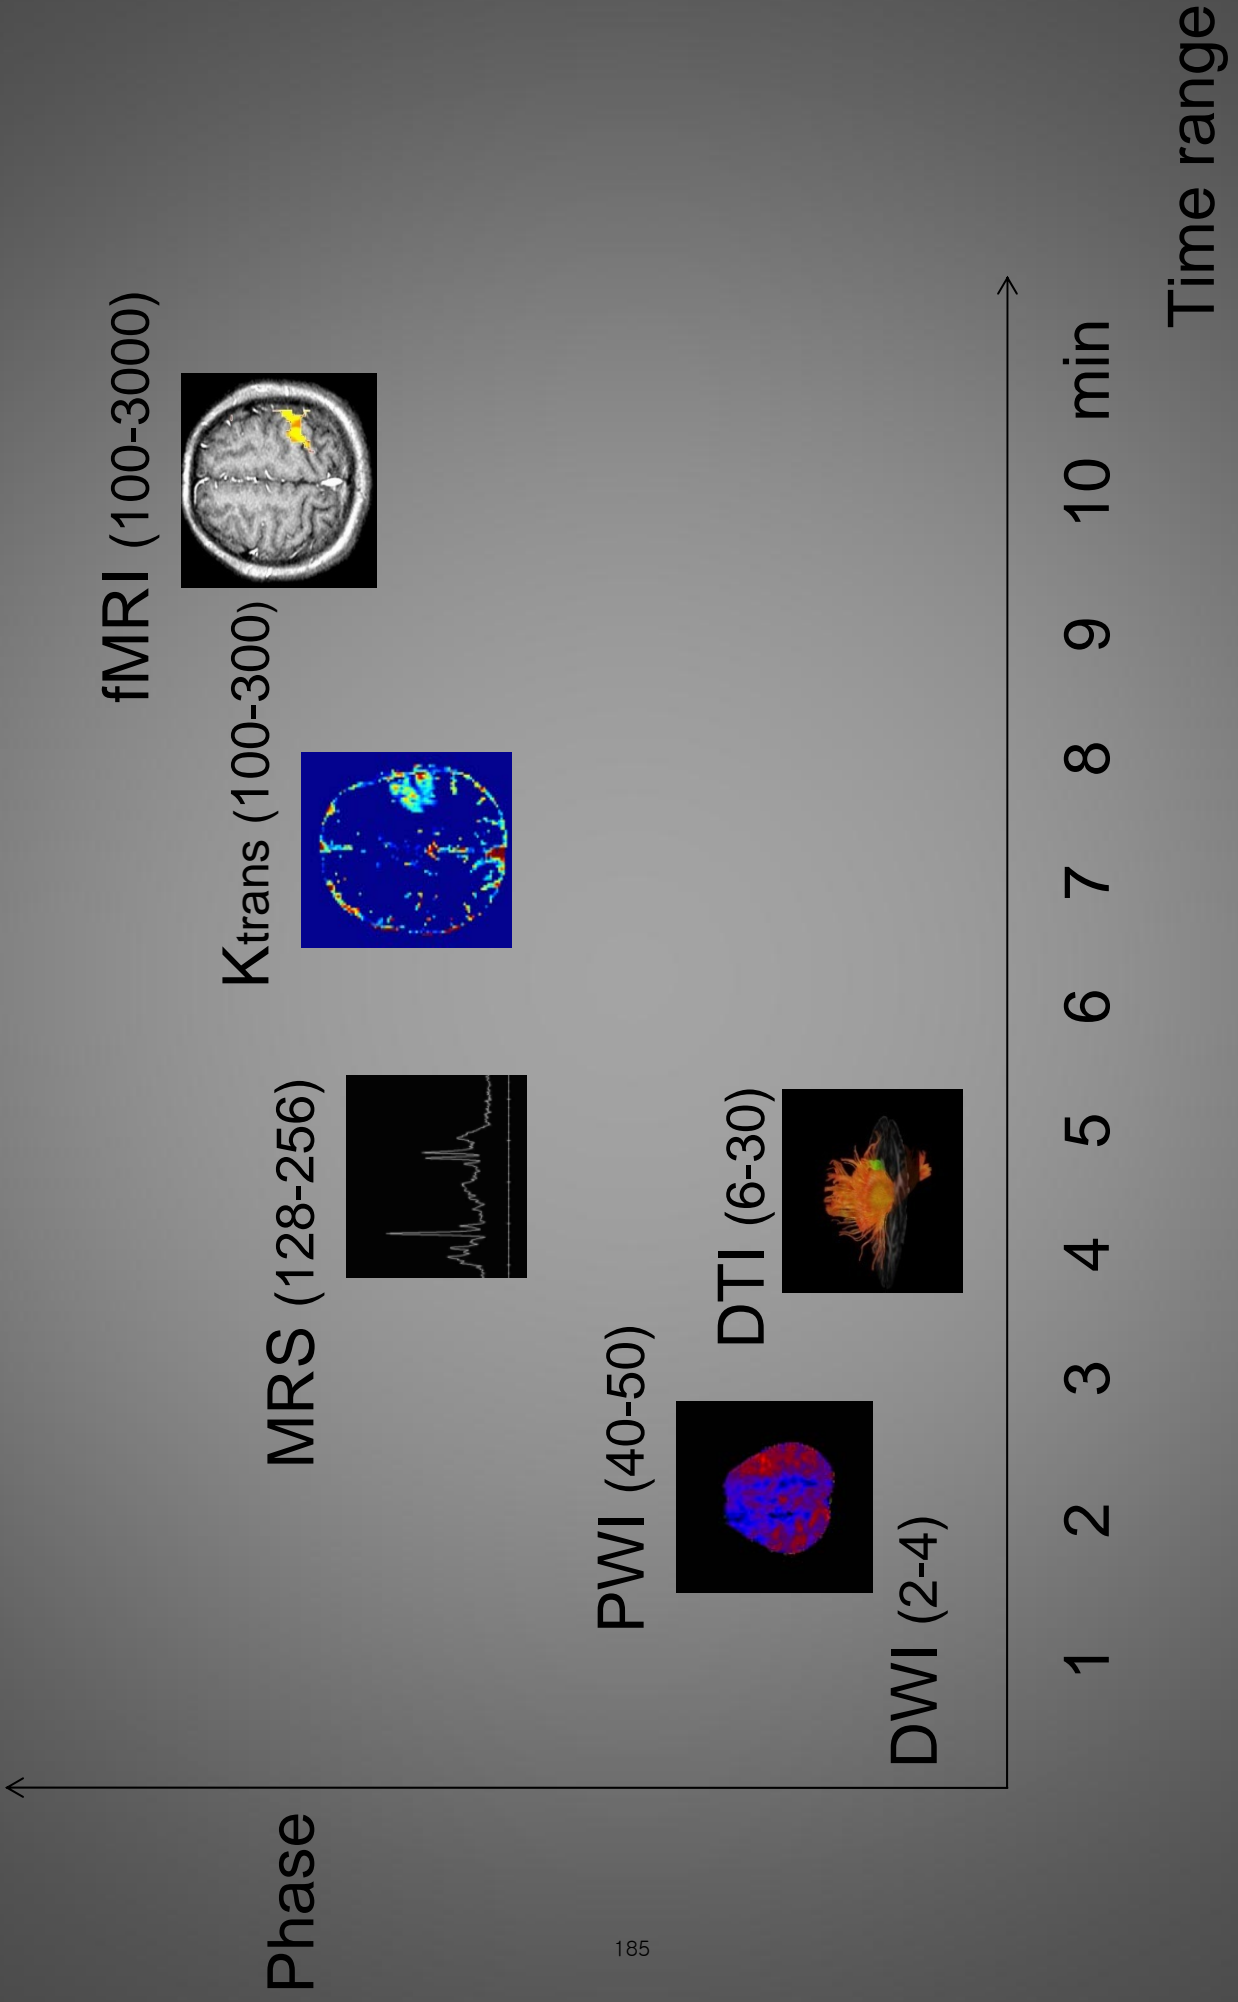 Phase
fMRI (100-3000)
Ktrans (100-300)
MRS (128-256)
PWI (40-50)
DTI (6-30)
DWI (2-4)
1 2 3 4 5 6 7 8 9 10 min
Time range
185